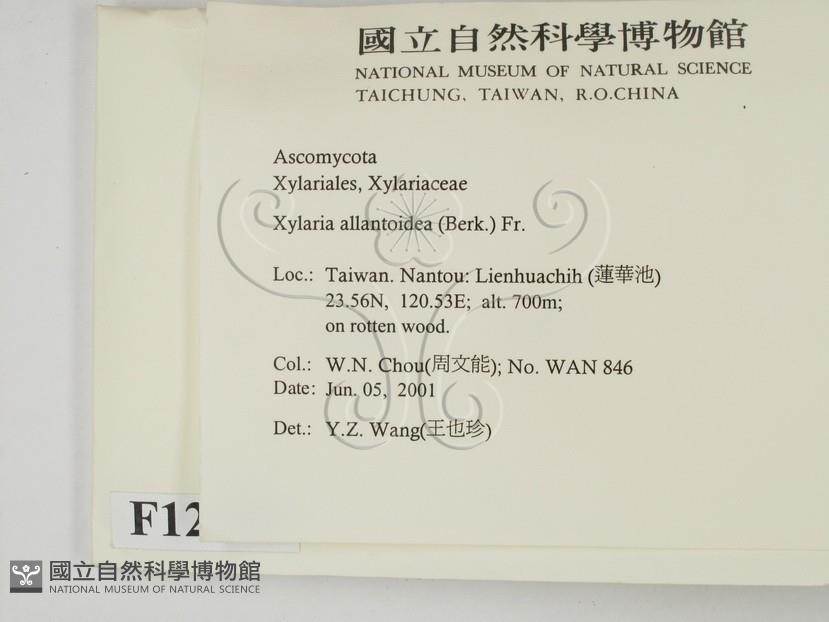 國立自然科學博物館
NATIONAL MUSEUM OF NATURAL SCIENCE
TAICHUNG, TAIWAN, R.O.CHINA
Ascomycota
Xylariales, Xylariaceae
Xylaria allantoidea (Berk.) Fr.
Loc.: Taiwan. Nantou: Lienhuachih (蓮華池)
23.56N, 120.53E; alt. 700m;
on rotten wood.
Col.: W.N. Chou(周文能); No. WAN 846
Date: Jun. 05, 2001
Det.: Y.Z. Wang(王也珍)
F12
國立自然科學博物館
NATIONAL MUSEUM OF NATURAL SCIENCE